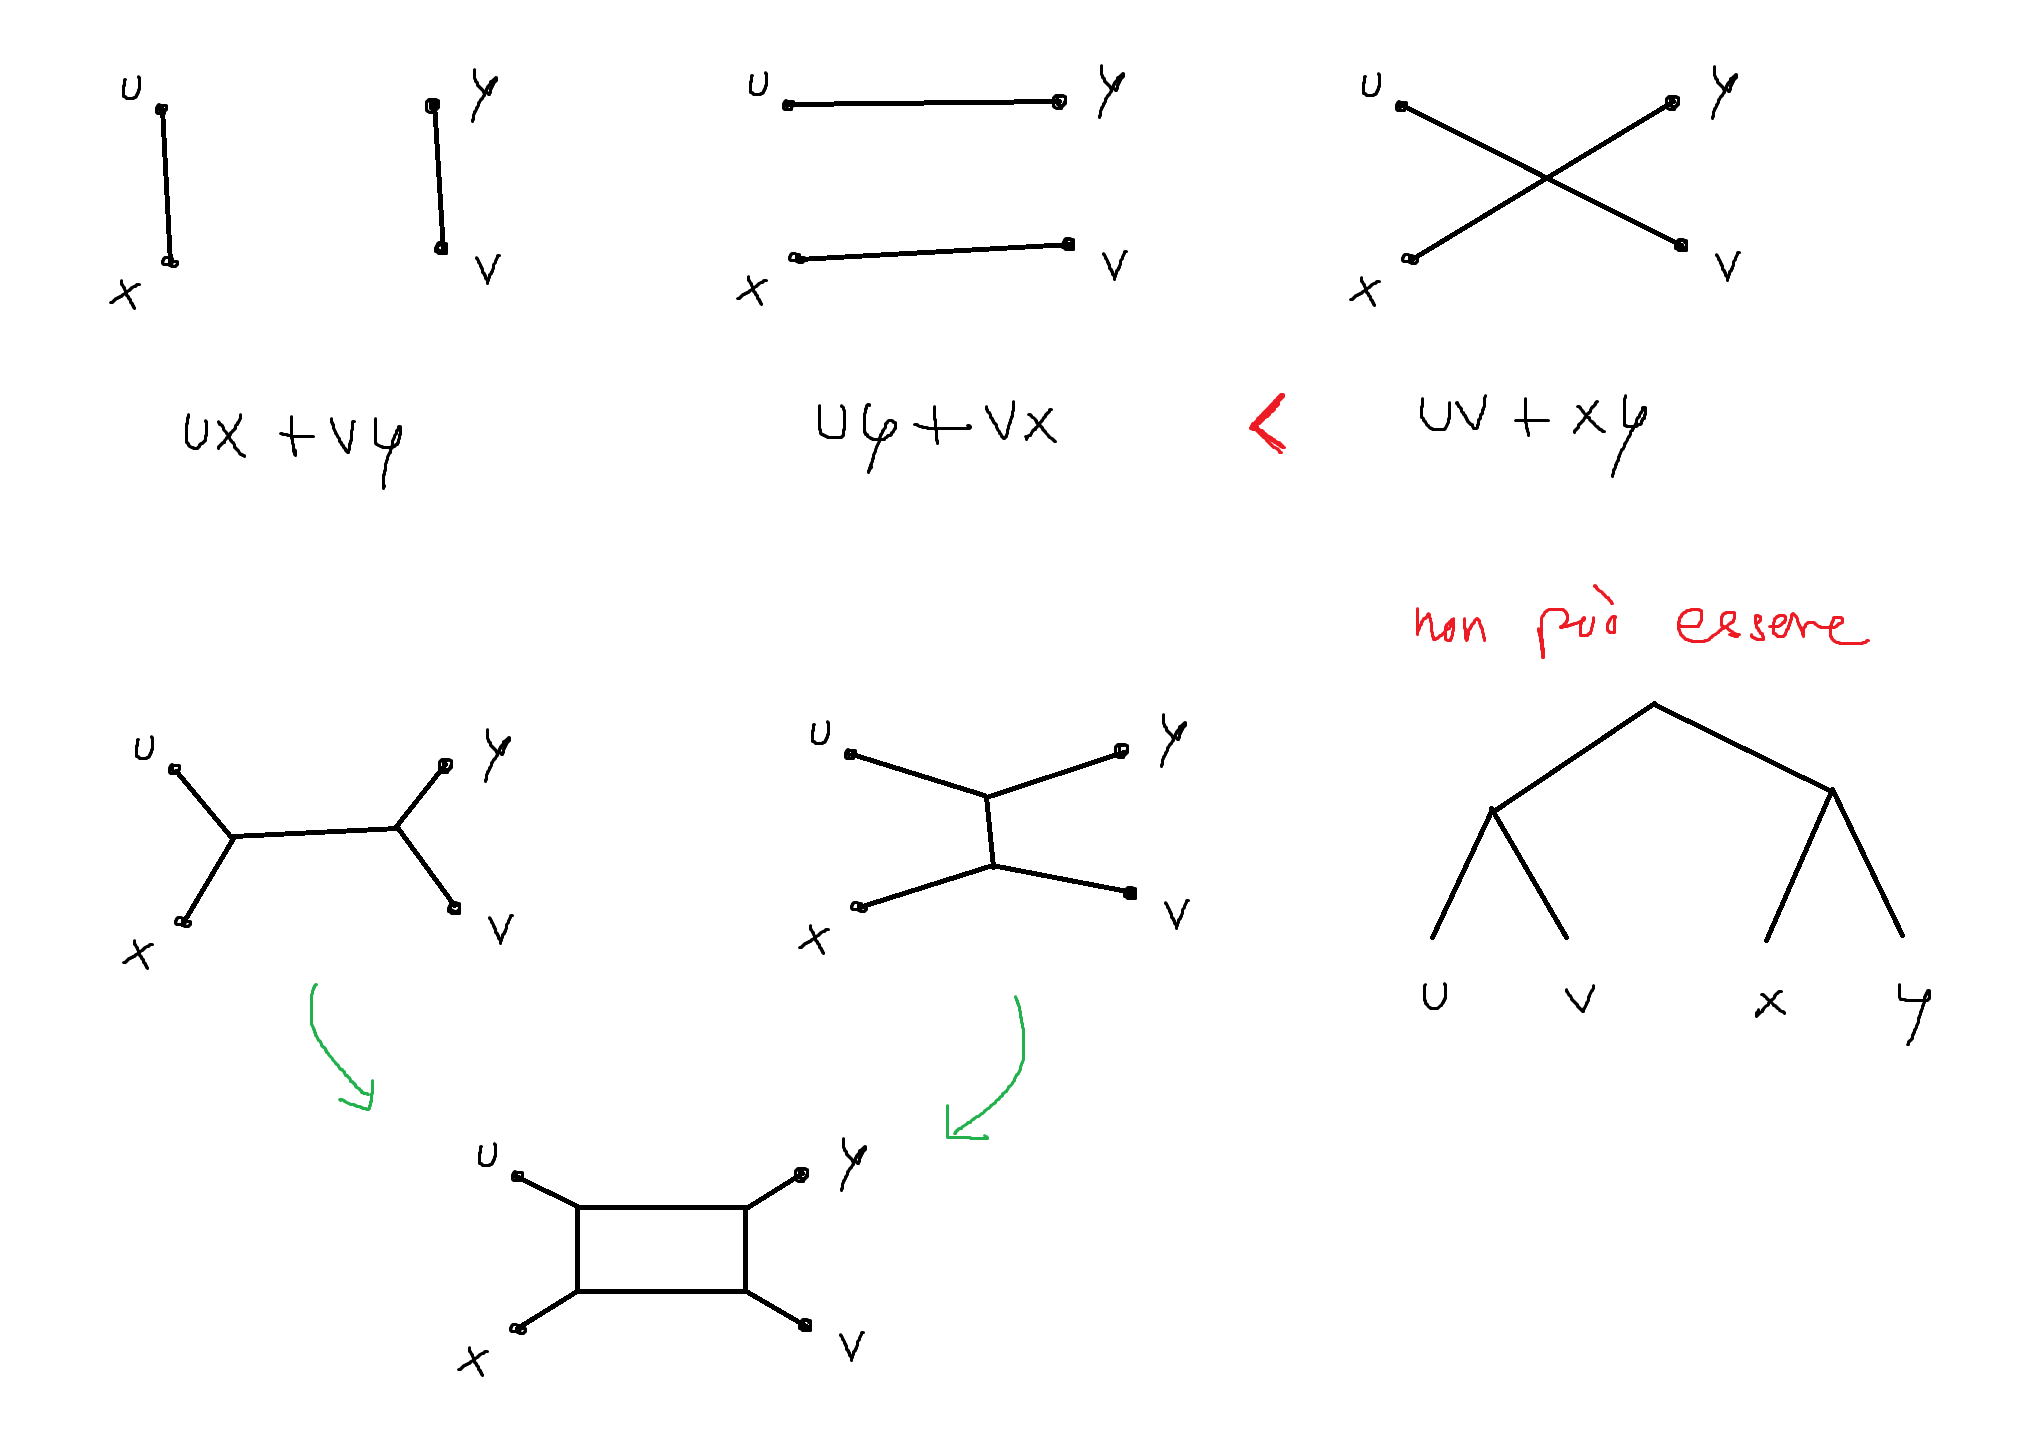 U Y U Y U Y
X V X V X V
UX + VY UY + VX < UV + XY
non può essere
U Y U Y
X V X V
U V X Y
U Y
X V